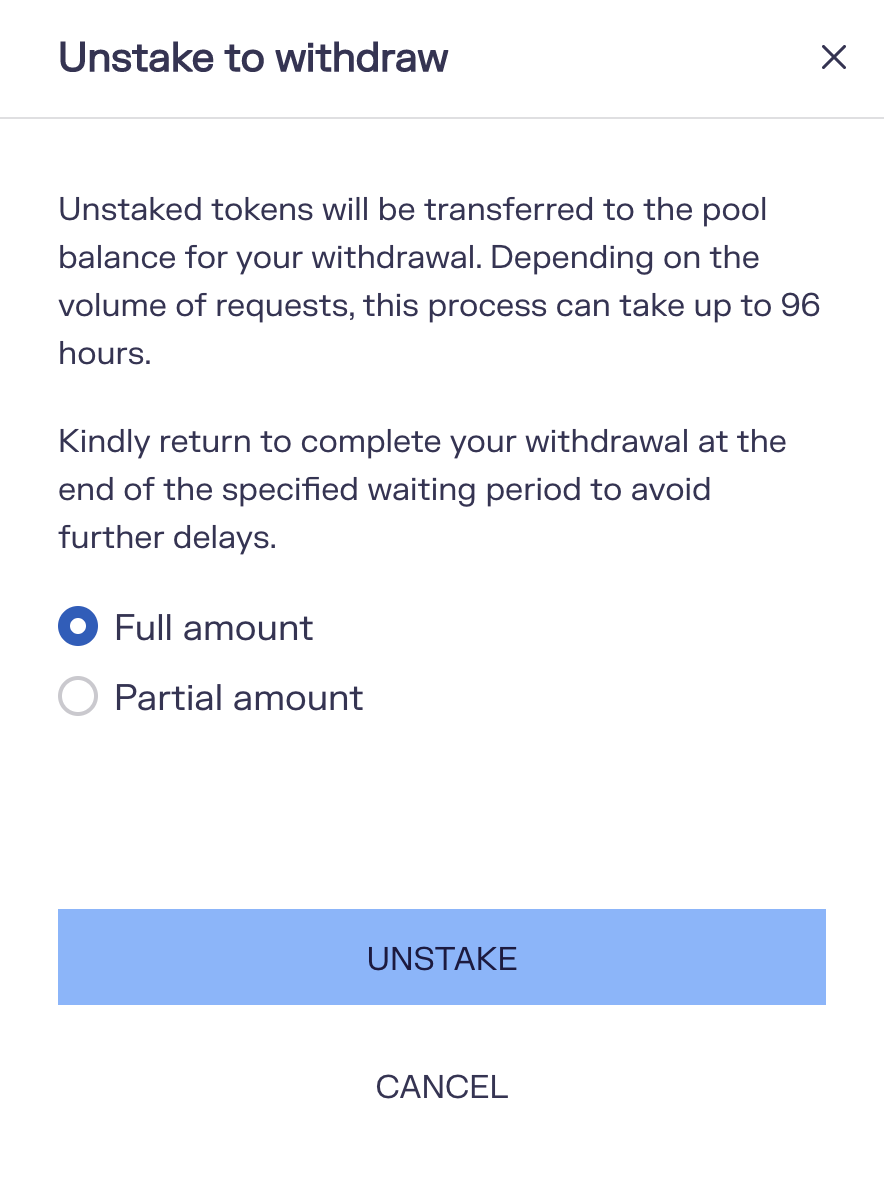 Unstake to withdraw
Unstaked tokens will be transferred to the pool
balance for your withdrawal. Depending on the
volume of requests, this process can take up to 96
hours.
Kindly return to complete your withdrawal at the
end of the specified waiting period to avoid
further delays.
Full amount
Partial amount
UNSTAKE
CANCEL